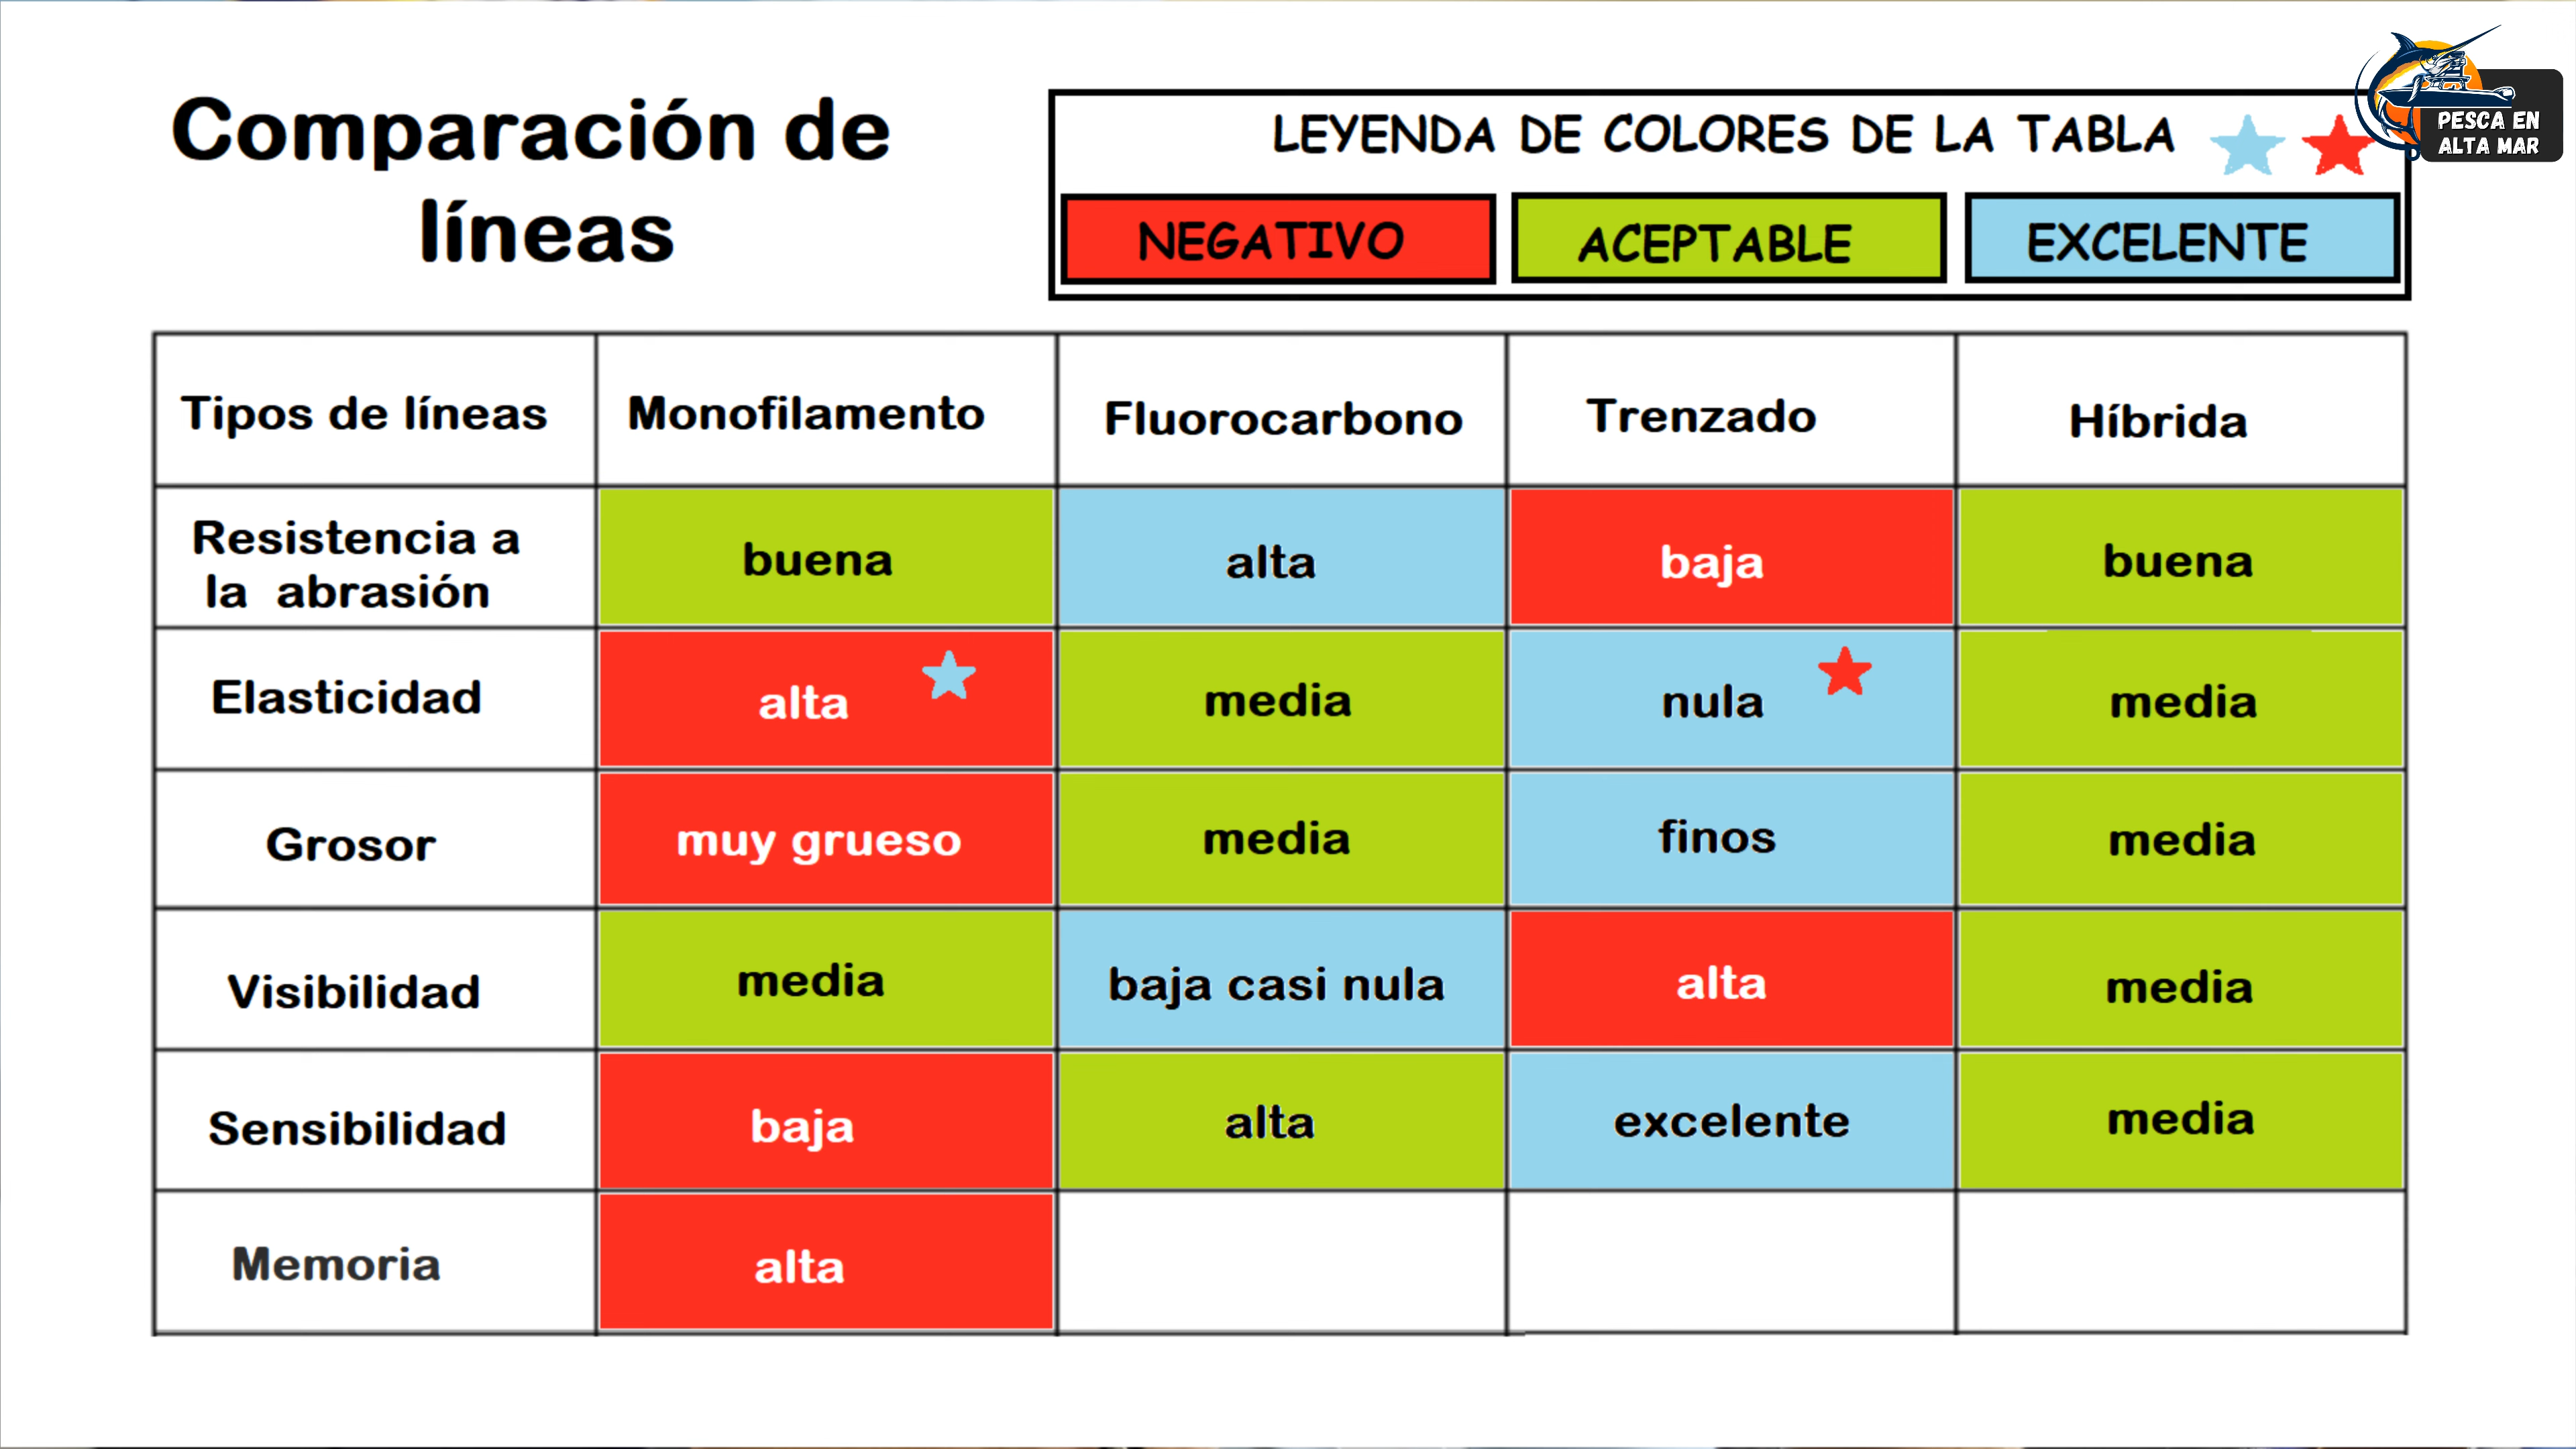 Comparación de
líneas
LEYENDA DE COLORES DE LA TABLA
PESCA EN
ALTA MAR
NEGATIVO ACEPTABLE EXCELENTE
Tipos de líneas Monofilamento Fluorocarbono Trenzado Híbrida
Resistencia a
la abrasión
buena alta baja buena
Elasticidad alta media nula media
Grosor muy grueso media finos media
Visibilidad media baja casi nula alta media
Sensibilidad baja alta excelente media
Memoria alta